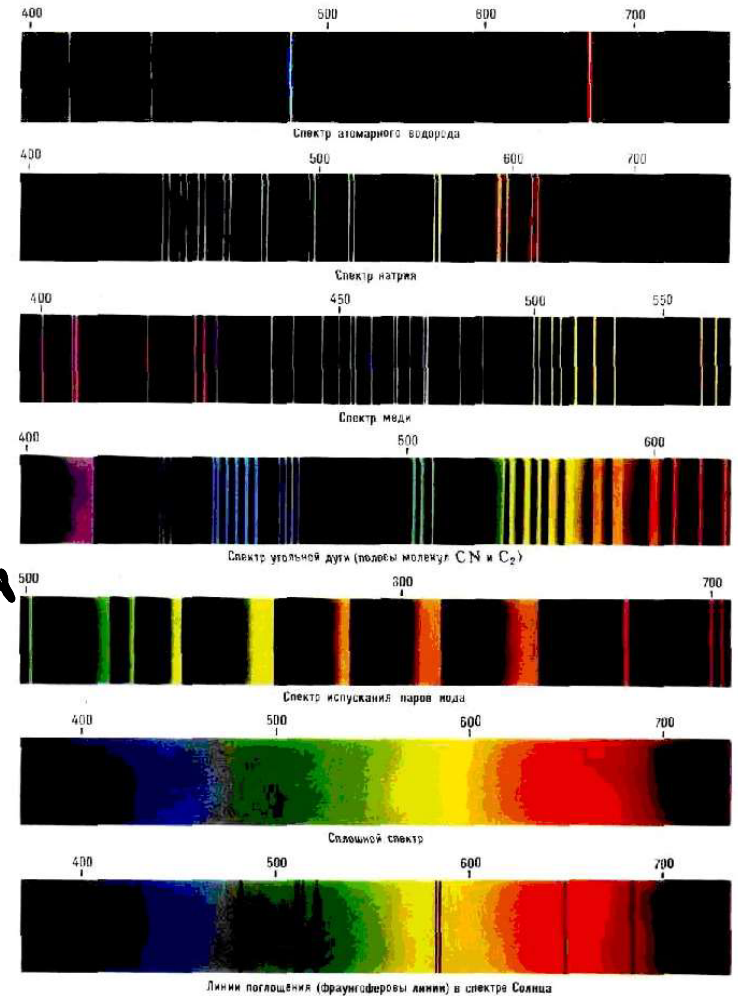 400 500 600 700
Спектр атомарного водорода
400 500 600 700
Спектр натрия
400 450 500 550
Спектр меди
400 500 600
Спектр угольной дуги (полосы молекул CN и C₂)
500 600 700
Спектр испускания паров иода
400 500 600 700
Сплошной спектр
400 500 600 700
Линии поглощения (фраунгоферовы линии) в спектре Солнца